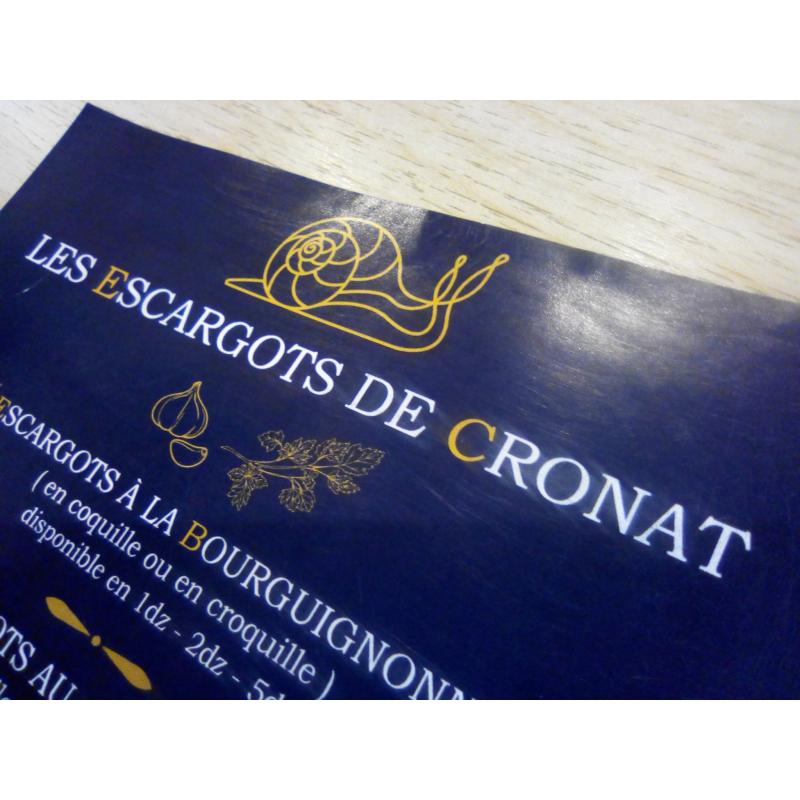 LES ESCARGOTS DE CRONAT
ESCARGOTS À LA BOURGUIGNONN
( en coquille ou en croquille )
disponible en 1dz - 2dz - 5d
OTS AU